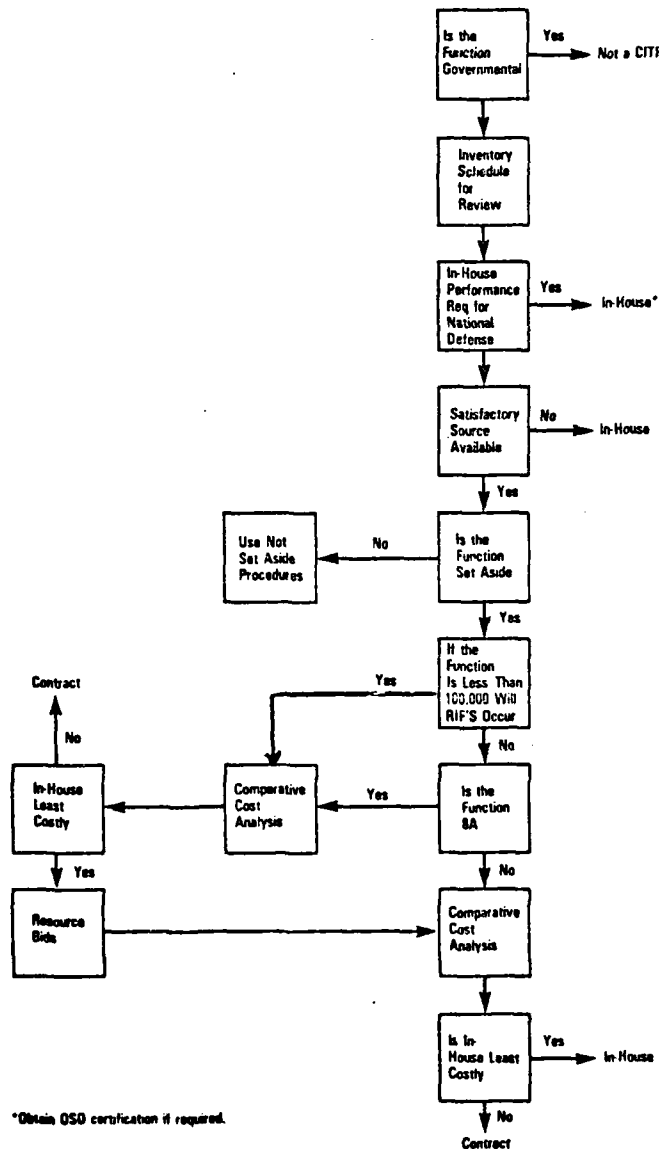 Is the
Function
Governmental
Yes
Not a CITA
Inventory
Schedule
for
Review
In-House
Performance
Req for
National
Defense
Yes
In-House*
Satisfactory
Source
Available
No
In-House
Yes
Is the
Function
Set Aside
No
Use Not
Set Aside
Procedures
Yes
If the
Function
Is Less Than
100,000 Will
RIF'S Occur
Yes
No
Is the
Function
8A
Yes
Comparative
Cost
Analysis
In-House
Least
Costly
No
Contract
Yes
Resource
Bids
No
Comparative
Cost
Analysis
Is In-
House Least
Costly
Yes
In-House
No
Contract
*Obtain OSD certification if required.